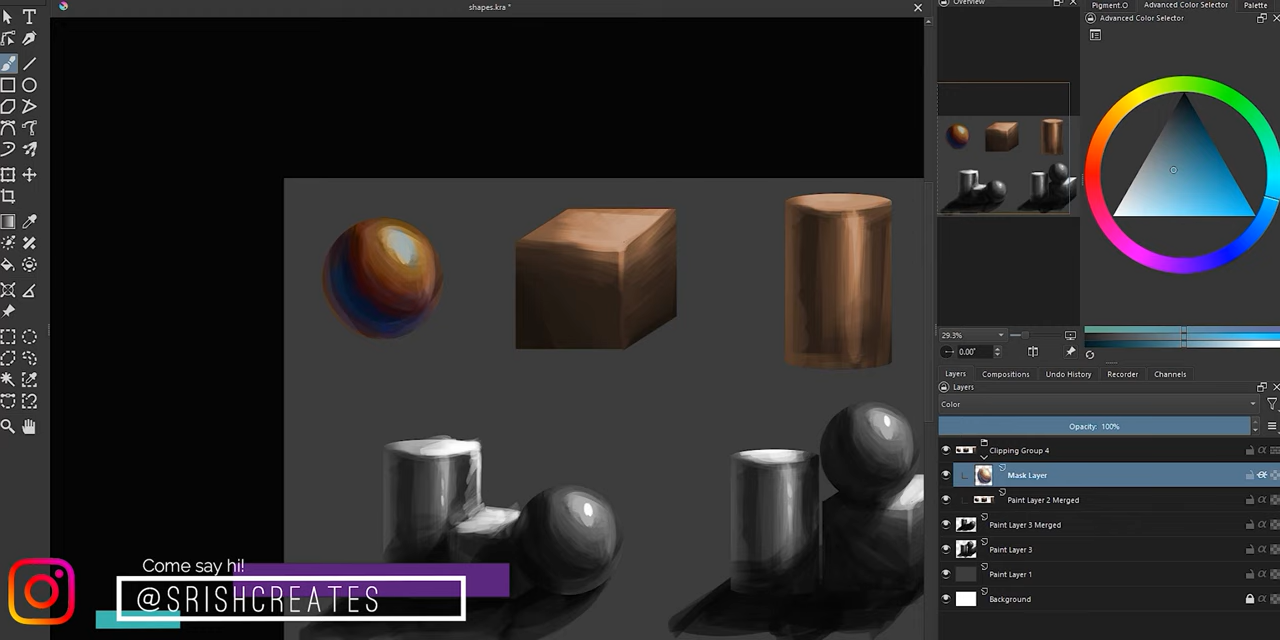 shapes.kra *
Overview
Pigment.O
Advanced Color Selector
Palette
Advanced Color Selector
29.3%
0.00°
Layers
Compositions
Undo History
Recorder
Channels
Layers
Color
Opacity: 100%
Clipping Group 4
Mask Layer
Paint Layer 2 Merged
Paint Layer 3 Merged
Paint Layer 3
Paint Layer 1
Background
Come say hi!
@SRISHCREATES